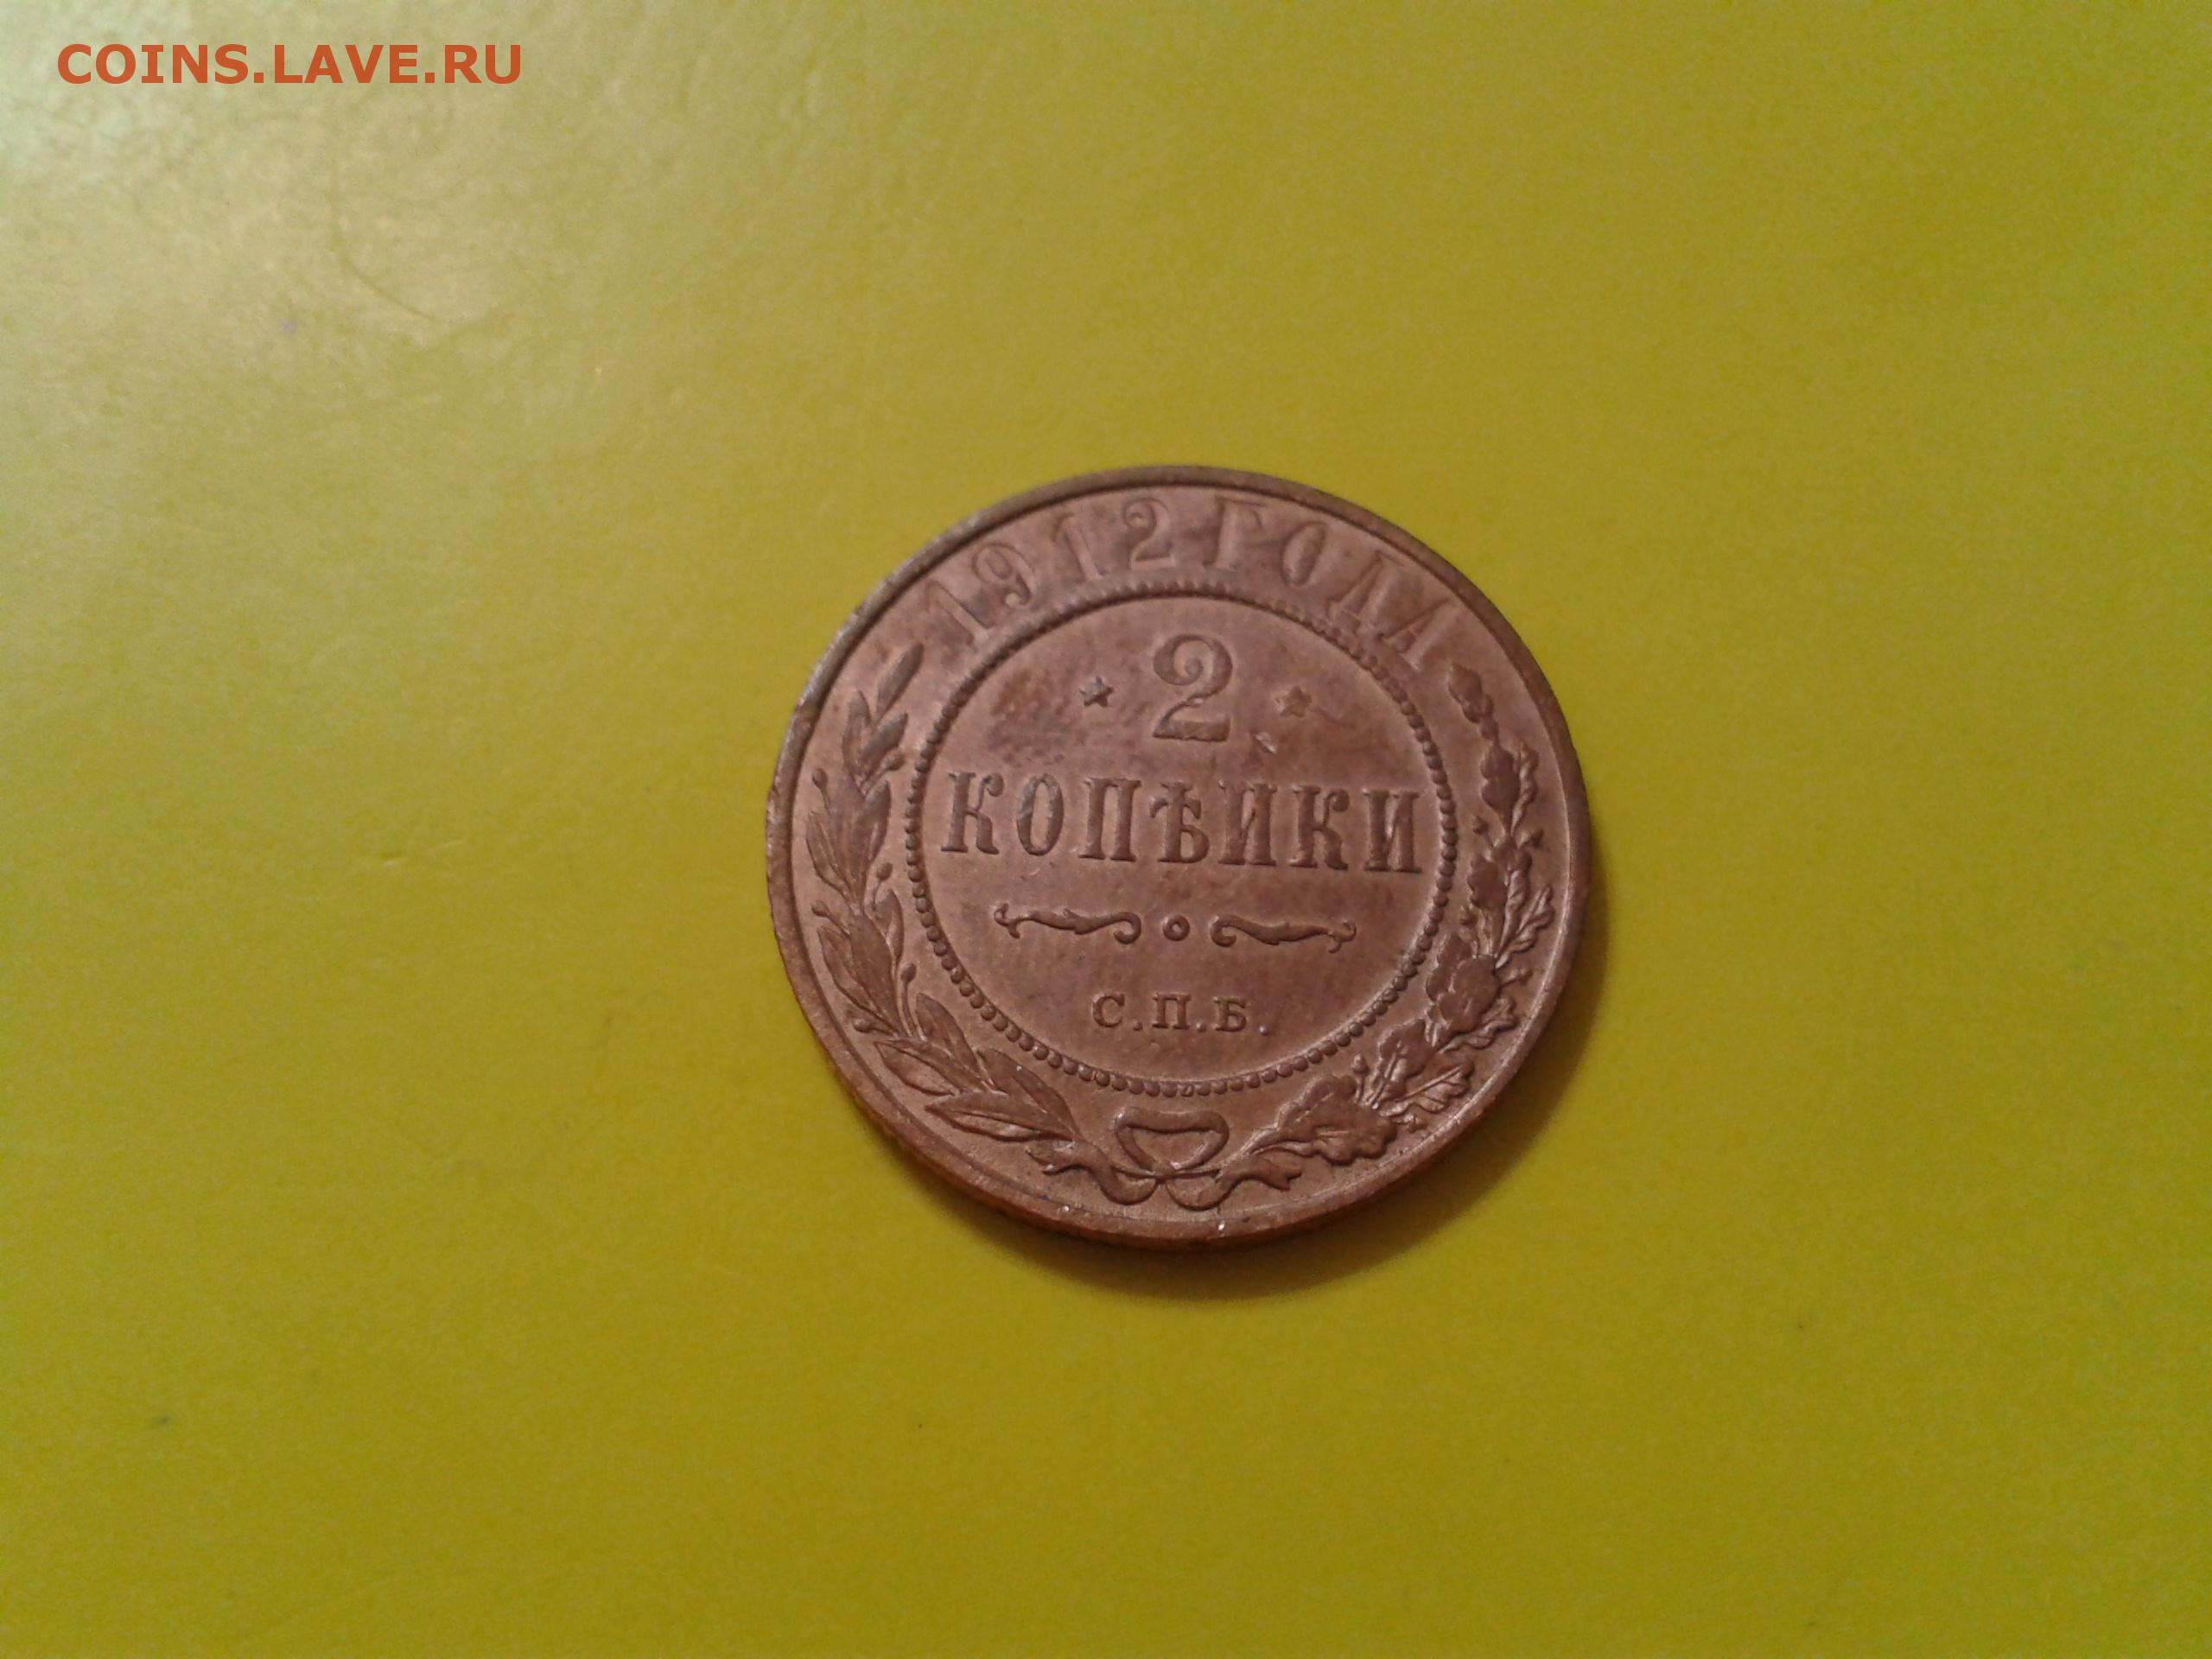 COINS.LAVE.RU
1912 ГОДА
2
КОПѢЙКИ
С.П.Б.